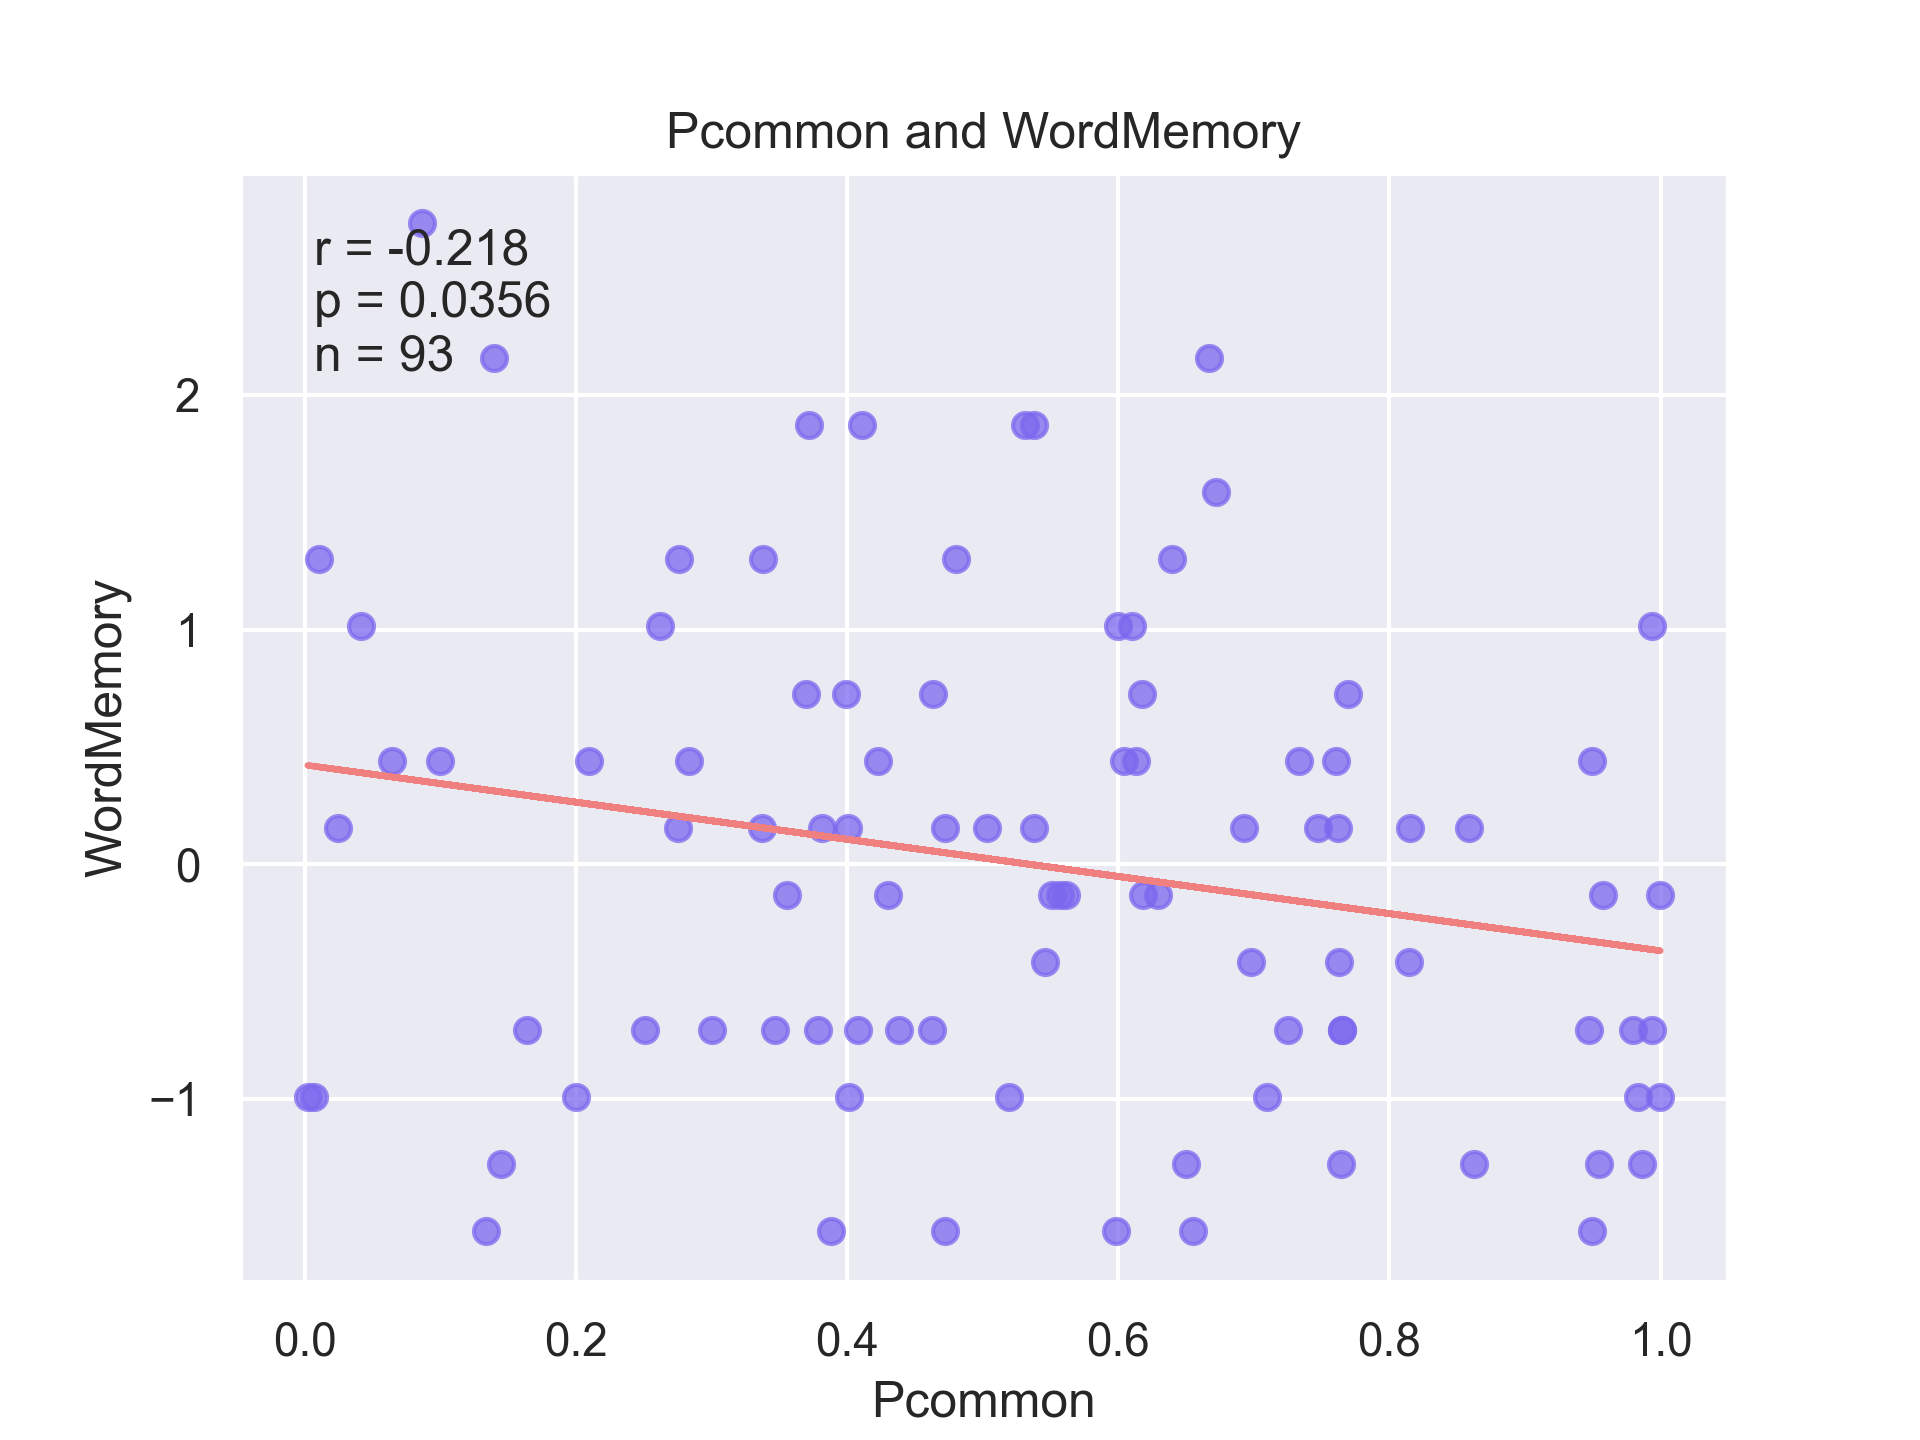 Pcommon and WordMemory
r = -0.218
p = 0.0356
n = 93
2
1
0
−1
WordMemory
0.0 0.2 0.4 0.6 0.8 1.0
Pcommon